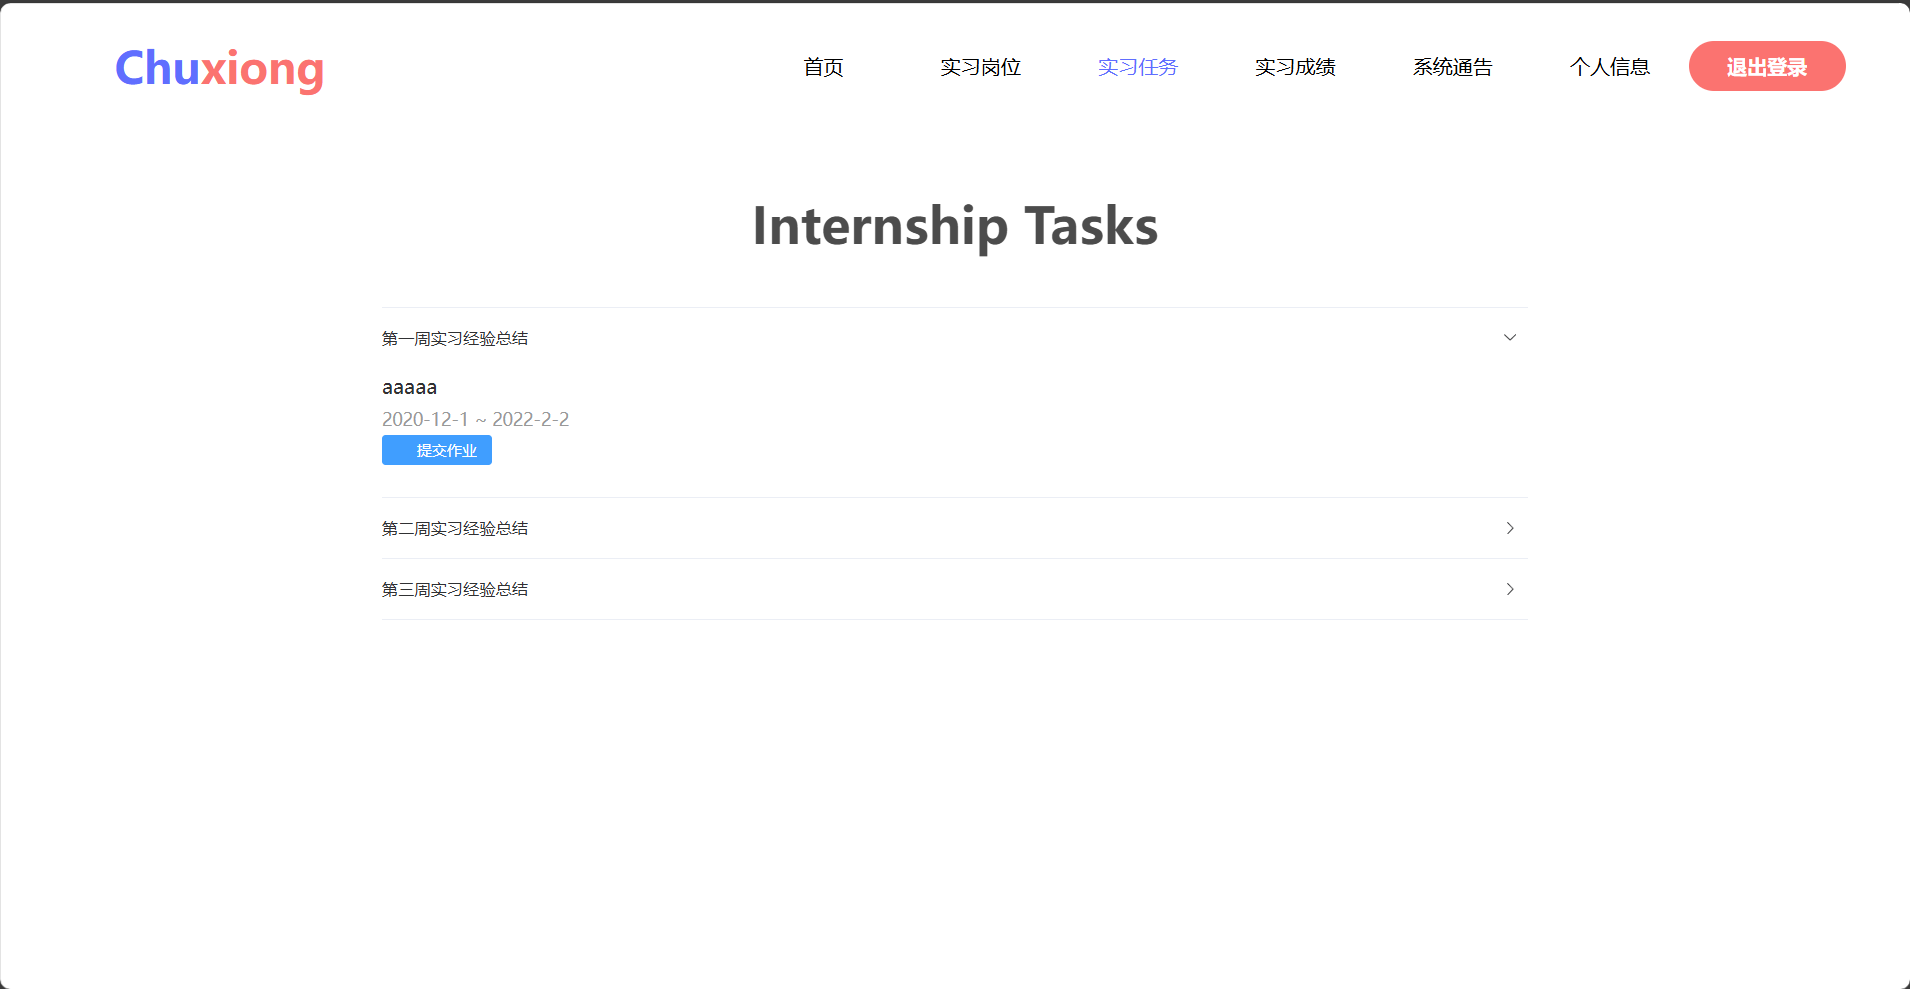 Chuxiong
首页 实习岗位 实习任务 实习成绩 系统通告 个人信息 退出登录
Internship Tasks
第一周实习经验总结
aaaaa
2020-12-1 ~ 2022-2-2
提交作业
第二周实习经验总结
第三周实习经验总结